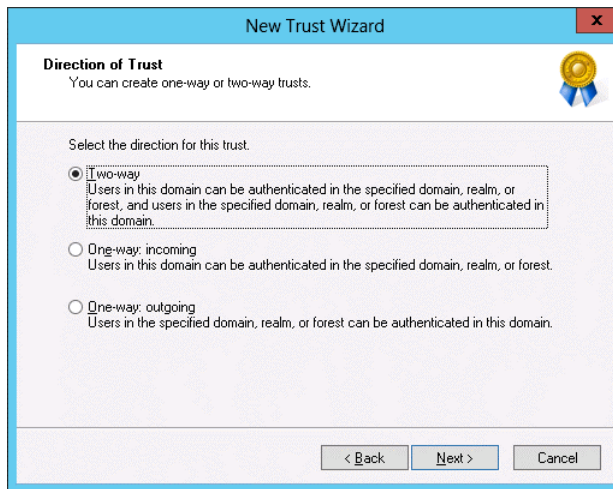 New Trust Wizard
x
Direction of Trust
You can create one-way or two-way trusts.
Select the direction for this trust.
Two-way
Users in this domain can be authenticated in the specified domain, realm, or
forest, and users in the specified domain, realm, or forest can be authenticated in
this domain.
One-way: incoming
Users in this domain can be authenticated in the specified domain, realm, or forest.
One-way: outgoing
Users in the specified domain, realm, or forest can be authenticated in this domain.
< Back Next > Cancel